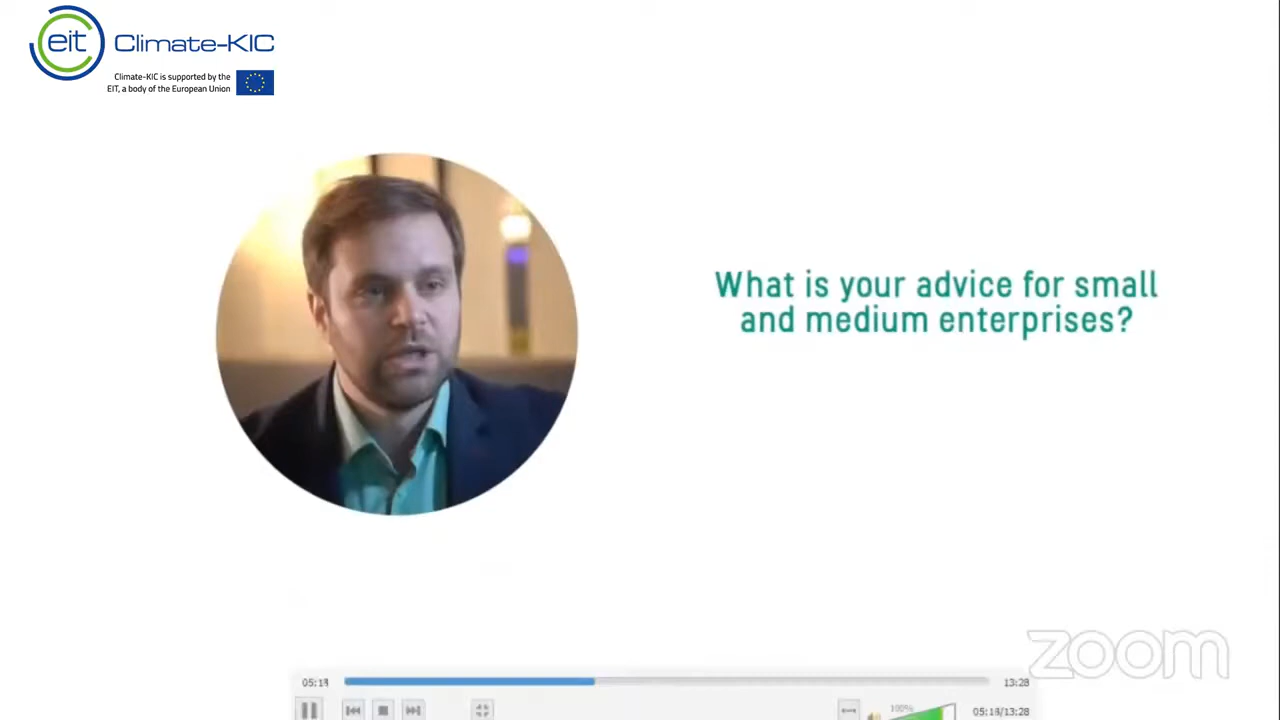 eit Climate-KIC
Climate-KIC is supported by the
EIT, a body of the European Union
What is your advice for small
and medium enterprises?
zoom
13:28
100%